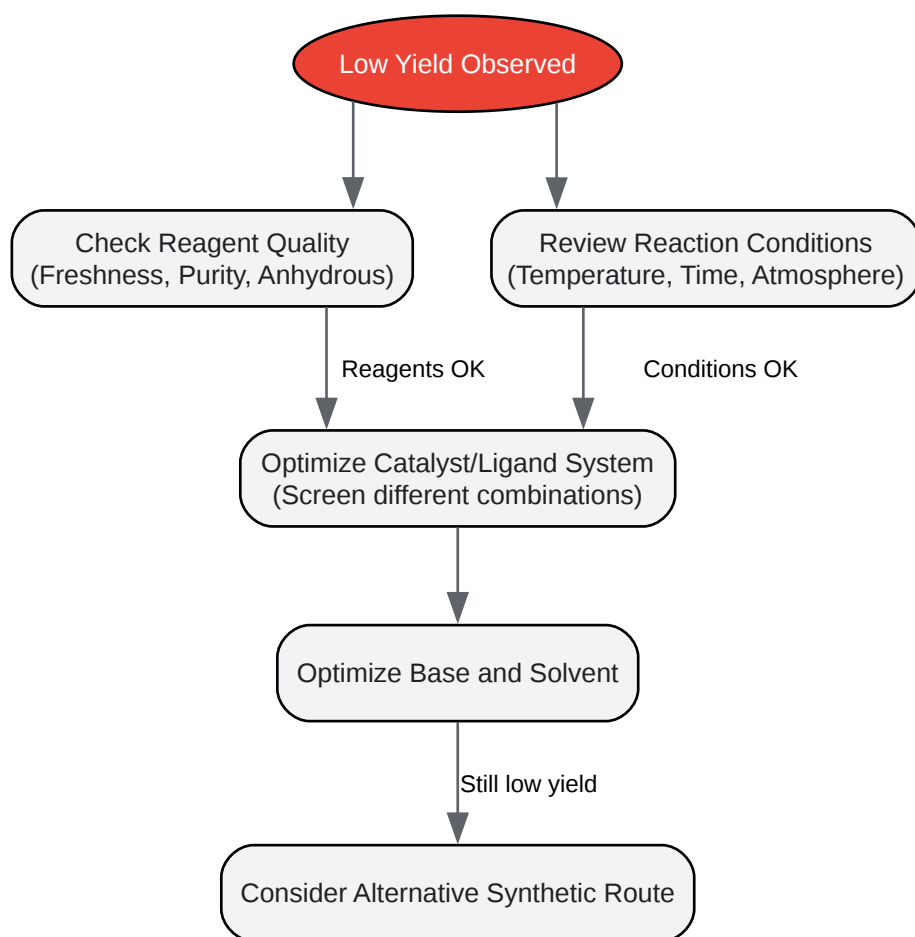 Low Yield Observed
Check Reagent Quality
(Freshness, Purity, Anhydrous)
Review Reaction Conditions
(Temperature, Time, Atmosphere)
Reagents OK
Conditions OK
Optimize Catalyst/Ligand System
(Screen different combinations)
Optimize Base and Solvent
Still low yield
Consider Alternative Synthetic Route